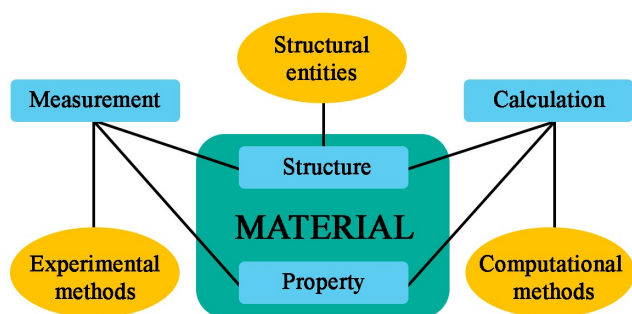 Structural
entities
Measurement
Calculation
Structure
MATERIAL
Experimental
methods
Property
Computational
methods